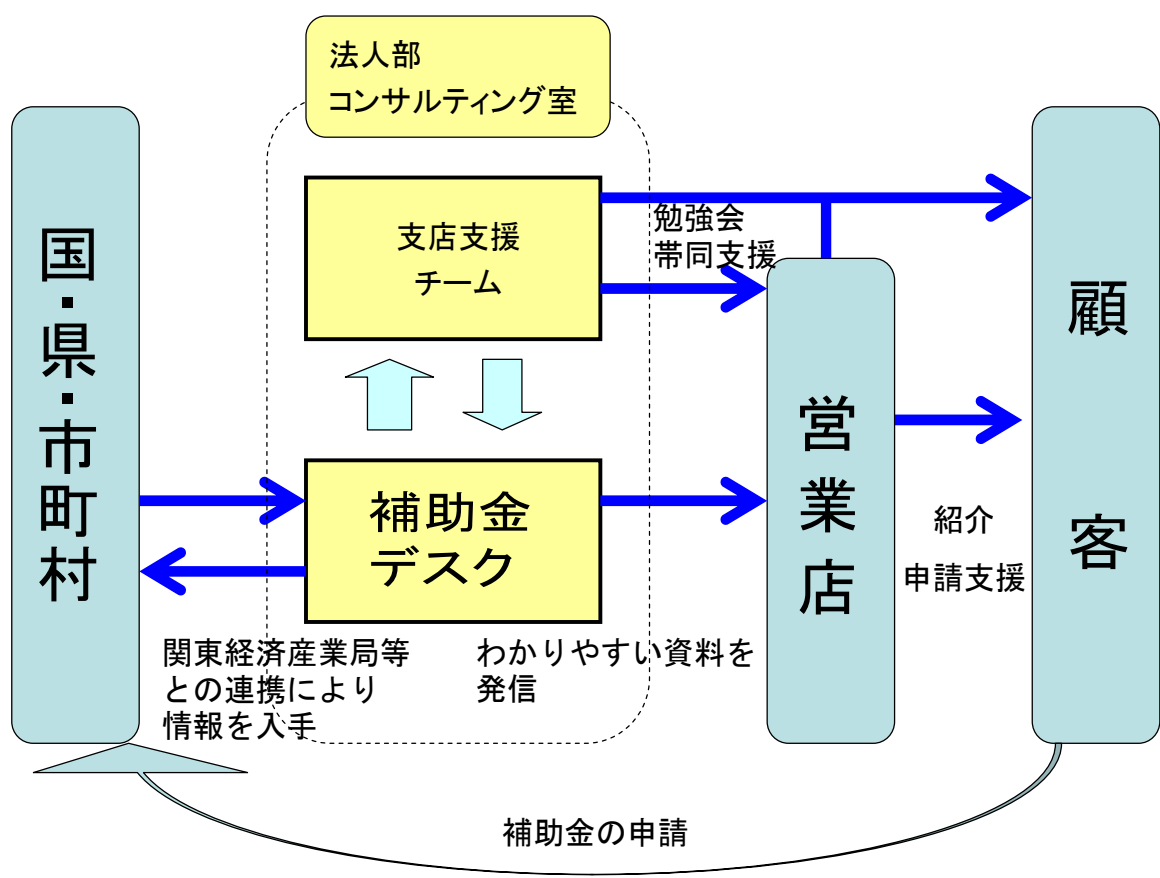 法人部
コンサルティング室
国・県・市町村
支店支援
チーム
勉強会
帯同支援
顧客
営業店
補助金
デスク
紹介
申請支援
関東経済産業局等
との連携により
情報を入手
わかりやすい資料を
発信
補助金の申請